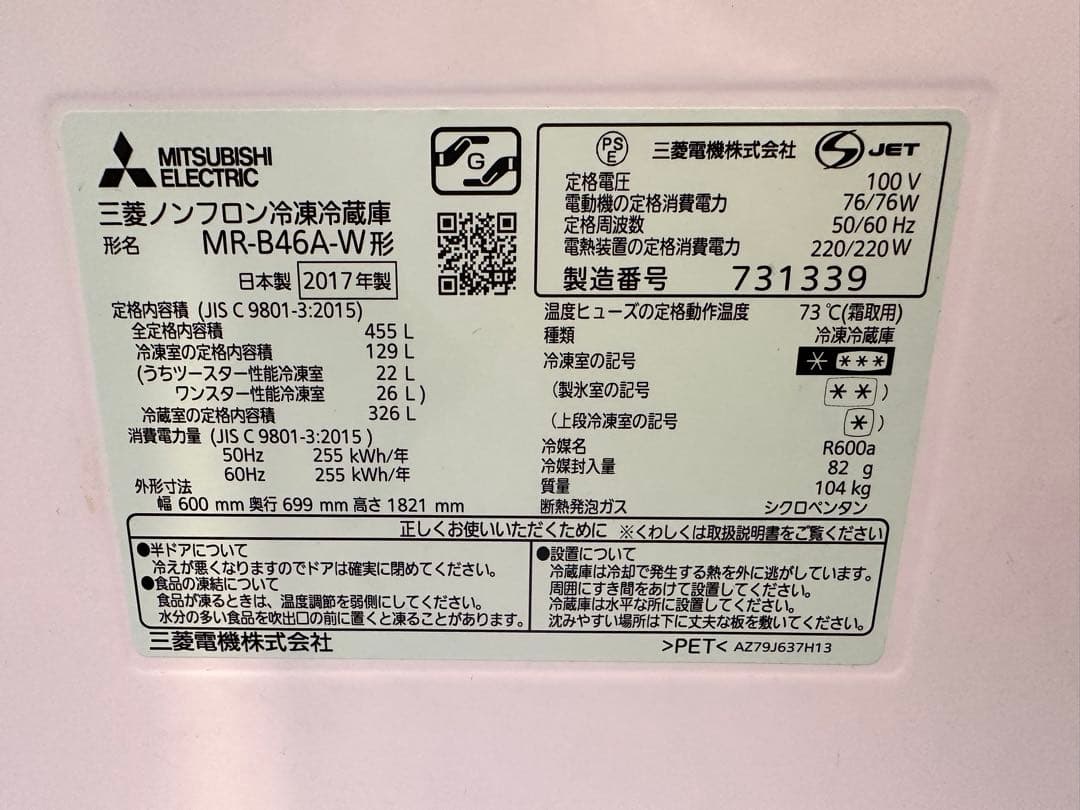 MITSUBISHI
ELECTRIC
G
三菱ノンフロン冷凍冷蔵庫
形名 MR-B46A-W形
日本製 2017年製
定格内容積 (JIS C 9801-3:2015)
全定格内容積 455 L
冷凍室の定格内容積 129 L
(うちツースター性能冷凍室 22 L
ワンスター性能冷凍室 26 L)
冷蔵室の定格内容積 326 L
消費電力量 (JIS C 9801-3:2015)
50Hz 255 kWh/年
60Hz 255 kWh/年
外形寸法
幅 600 mm 奥行 699 mm 高さ 1821 mm
PS
E 三菱電機株式会社 S JET
定格電圧 100 V
電動機の定格消費電力 76/76W
定格周波数 50/60 Hz
電熱装置の定格消費電力 220/220W
製造番号 731339
温度ヒューズの定格動作温度 73℃(霜取用)
種類 冷凍冷蔵庫
冷凍室の記号 * ***
(製氷室の記号 **)
(上段冷凍室の記号 *)
冷媒名 R600a
冷媒封入量 82 g
質量 104 kg
断熱発泡ガス シクロペンタン
正しくお使いいただくために ※くわしくは取扱説明書をご覧ください
●半ドアについて
冷えが悪くなりますのでドアは確実に閉めてください。
●食品の凍結について
食品が凍るときは、温度調節を弱側にしてください。
水分の多い食品を吹出口の前に置くと凍ることがあります。
●設置について
冷蔵庫は冷却で発生する熱を外に逃がしています。
周囲にすき間をあけて設置してください。
冷蔵庫は水平な所に設置してください。
沈みやすい場所は下に丈夫な板を敷いてください。
三菱電機株式会社
>PET< AZ79J637H13